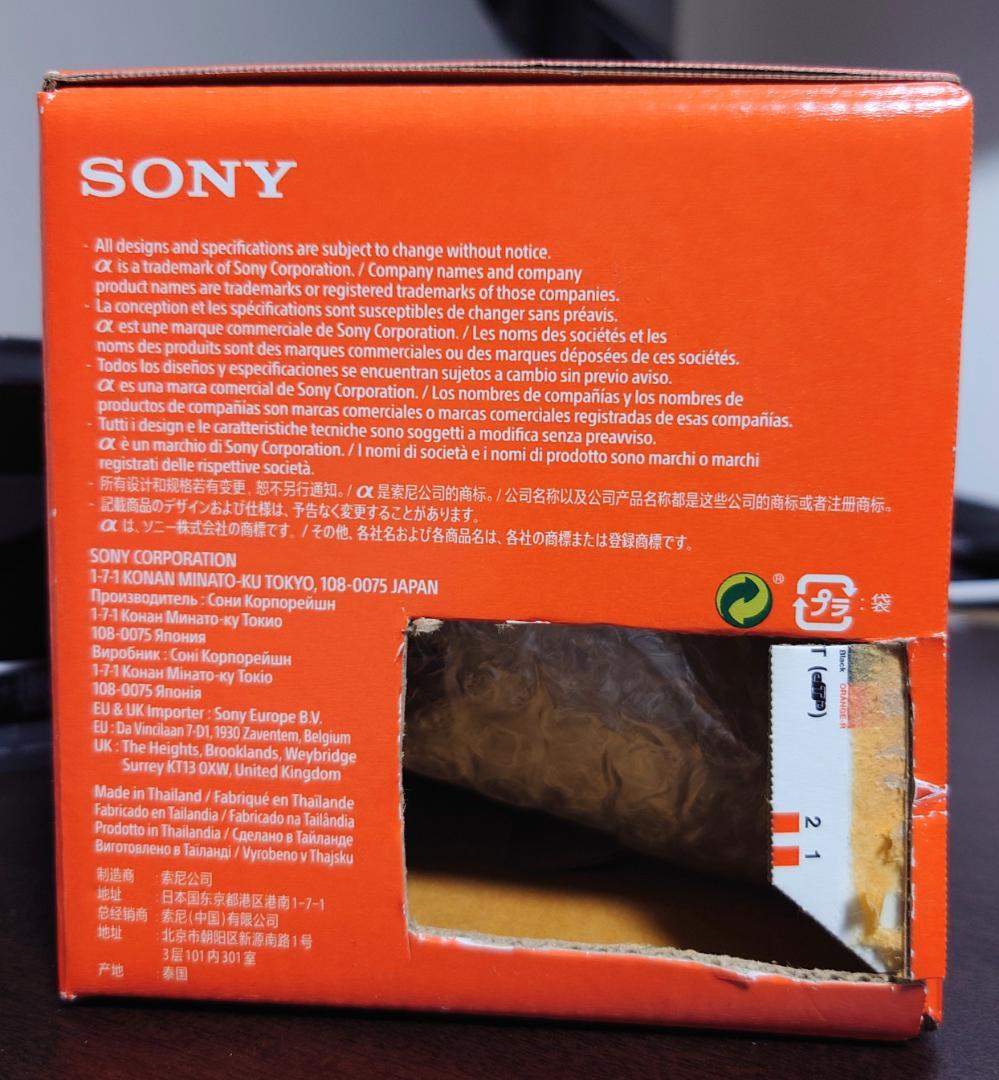 SONY
- All designs and specifications are subject to change without notice.
α is a trademark of Sony Corporation. / Company names and company
product names are trademarks or registered trademarks of those companies.
- La conception et les spécifications sont susceptibles de changer sans préavis.
α est une marque commerciale de Sony Corporation. / Les noms des sociétés et les
noms des produits sont des marques commerciales ou des marques déposées de ces sociétés.
- Todos los diseños y especificaciones se encuentran sujetos a cambio sin previo aviso.
α es una marca comercial de Sony Corporation. / Los nombres de compañías y los nombres de
productos de compañías son marcas comerciales o marcas comerciales registradas de esas compañías.
- Tutti i design e le caratteristiche tecniche sono soggetti a modifica senza preavviso.
α è un marchio di Sony Corporation. / I nomi di società e i nomi di prodotto sono marchi o marchi
registrati delle rispettive società.
- 所有设计和规格若有变更，恕不另行通知。/ α 是索尼公司的商标。/ 公司名称以及公司产品名称都是这些公司的商标或者注册商标。
- 記載商品のデザインおよび仕様は、予告なく変更することがあります。
α は、ソニー株式会社の商標です。/ その他、各社名および各商品名は、各社の商標または登録商標です。
SONY CORPORATION
1-7-1 KONAN MINATO-KU TOKYO, 108-0075 JAPAN
Производитель : Сони Корпорейшн
1-7-1 Конан Минато-ку Токио
108-0075 Япония
Виробник : Соні Корпорейшн
1-7-1 Конан Мінато-ку Токіо
108-0075 Японія
EU & UK Importer : Sony Europe B.V.
EU : Da Vincilaan 7-D1, 1930 Zaventem, Belgium
UK : The Heights, Brooklands, Weybridge
Surrey KT13 0XW, United Kingdom
Made in Thailand / Fabriqué en Thaïlande
Fabricado en Tailandia / Fabricado na Tailândia
Prodotto in Thailandia / Сделано в Тайланде
Виготовлено в Таїланді / Vyrobeno v Thajsku
制造商 : 索尼公司
地址 : 日本国东京都港区港南1-7-1
总经销商 : 索尼(中国)有限公司
地址 : 北京市朝阳区新源南路1号
3层101内301室
产地 : 泰国
®
プラ : 袋
Black
2
1